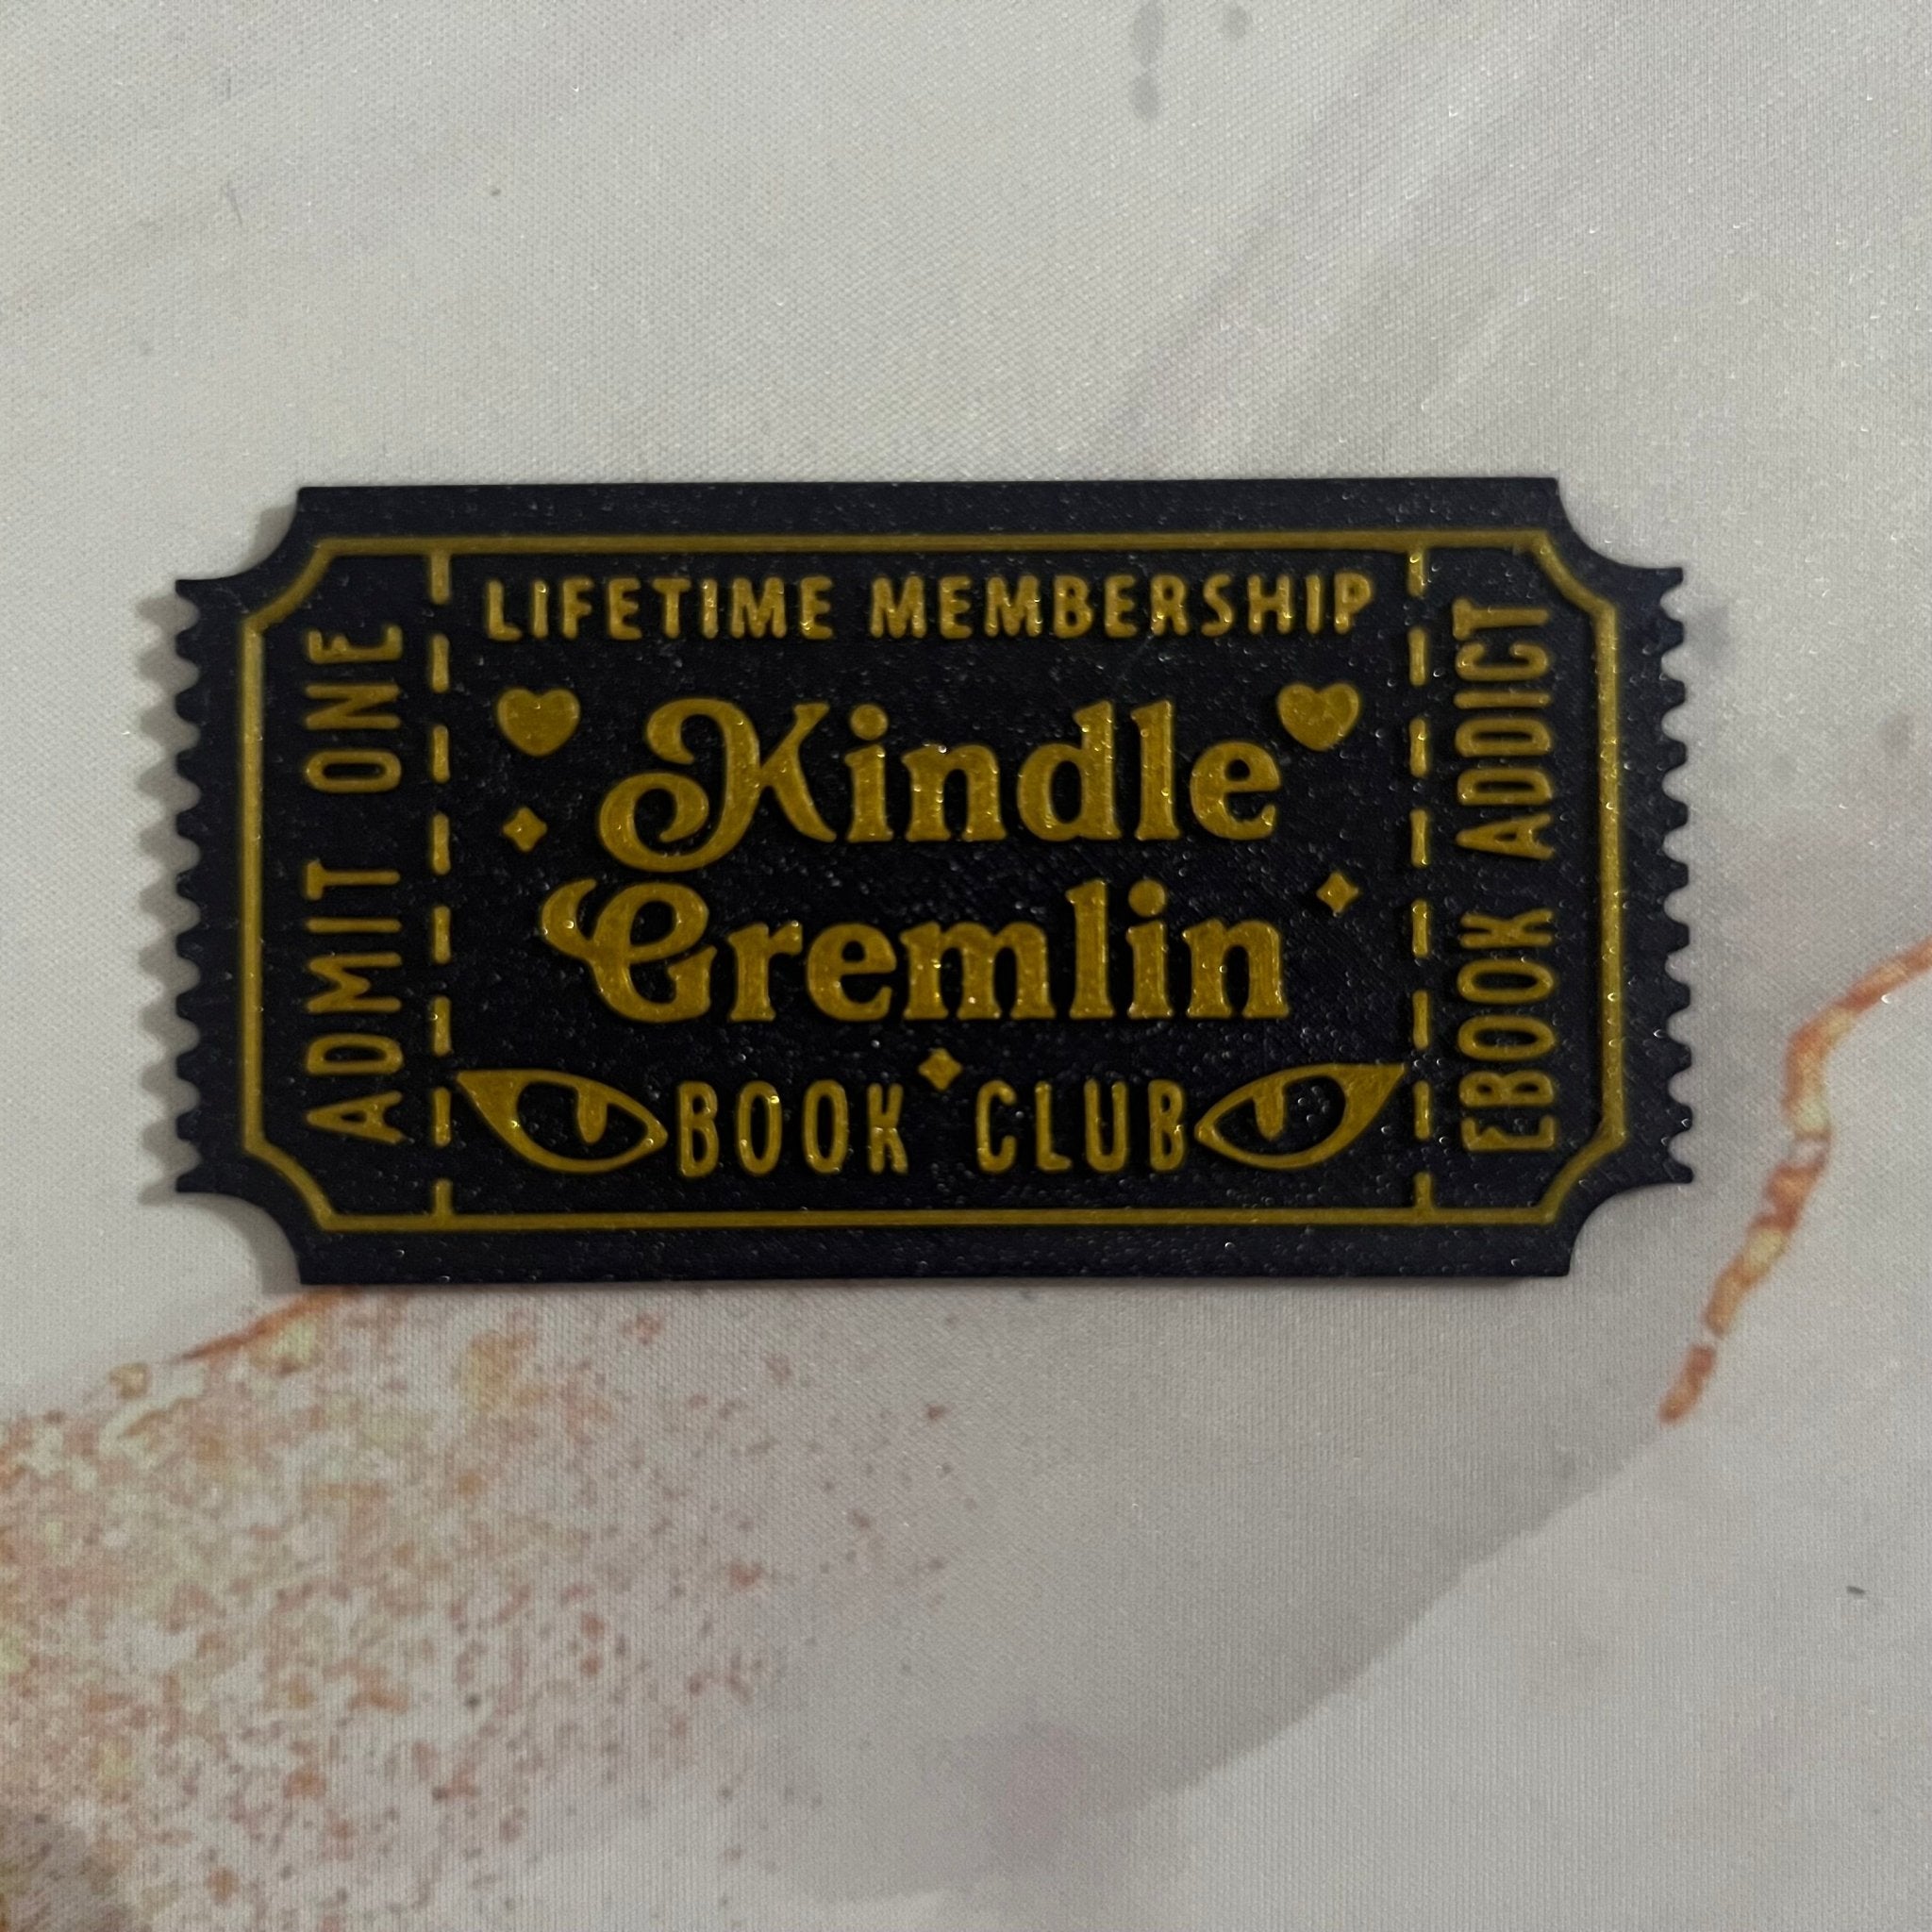 LIFETIME MEMBERSHIP
ADMIT ONE
Kindle
Gremlin
BOOK CLUB
EBOOK ADDICT